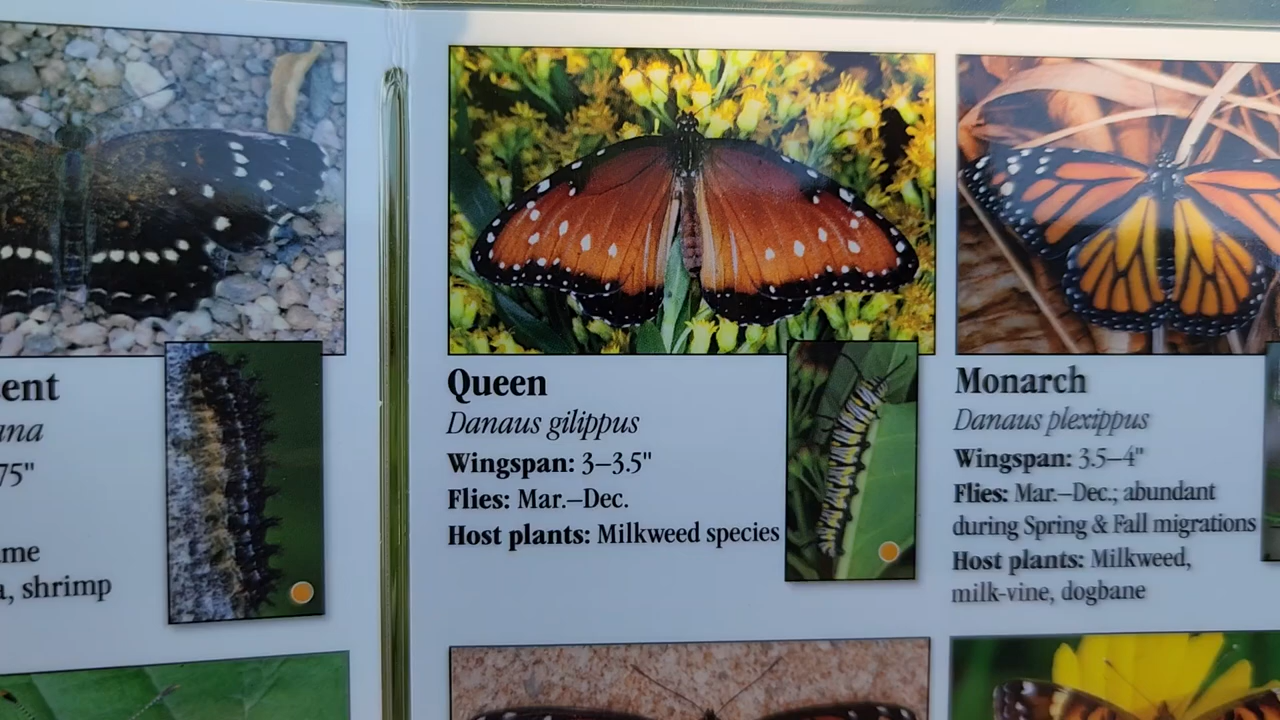 ent
ana
75"
me
a, shrimp
Queen
Danaus gilippus
Wingspan: 3–3.5"
Flies: Mar.–Dec.
Host plants: Milkweed species
Monarch
Danaus plexippus
Wingspan: 3.5–4"
Flies: Mar.–Dec.; abundant
during Spring & Fall migrations
Host plants: Milkweed,
milk-vine, dogbane